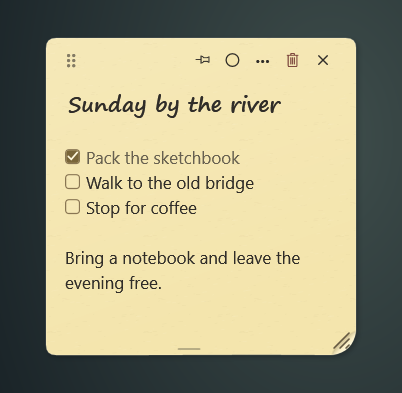 Sunday by the river
Pack the sketchbook
Walk to the old bridge
Stop for coffee
Bring a notebook and leave the
evening free.